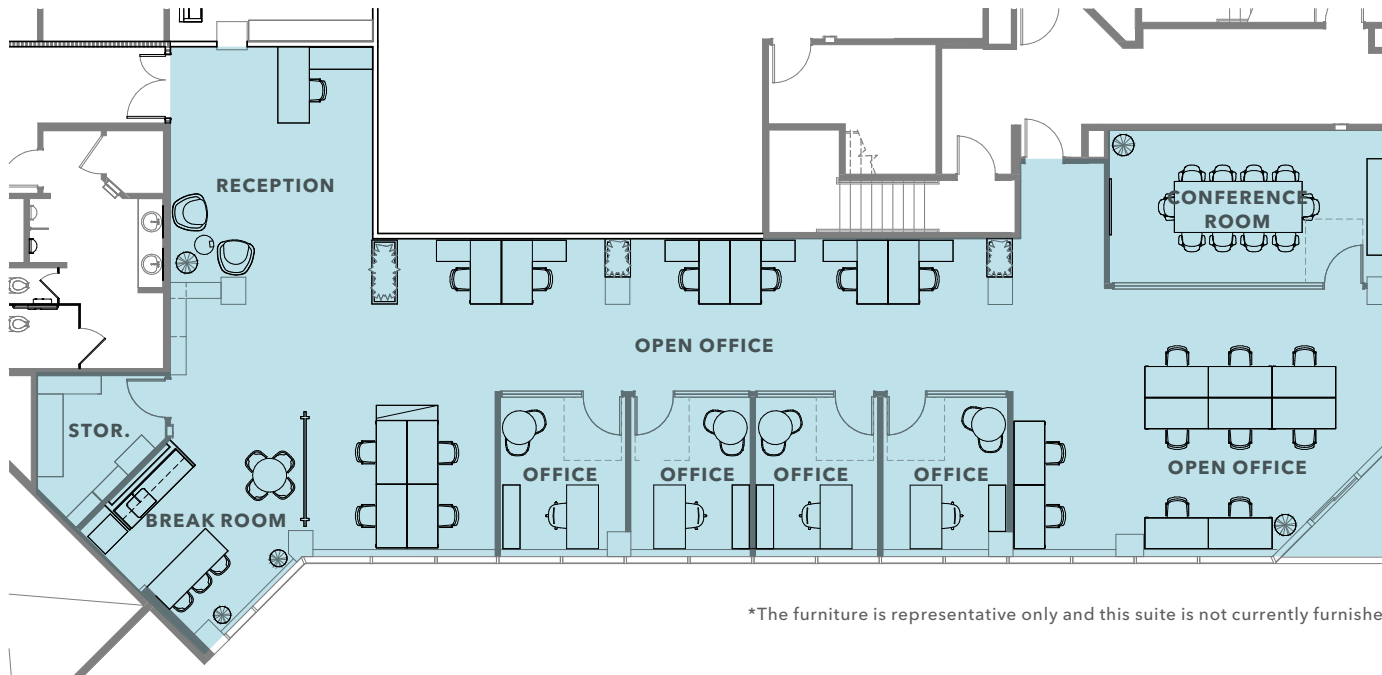 RECEPTION
CONFERENCE
ROOM
OPEN OFFICE
STOR.
OFFICE
OFFICE
OFFICE
OFFICE
OPEN OFFICE
BREAK ROOM
*The furniture is representative only and this suite is not currently furnishe